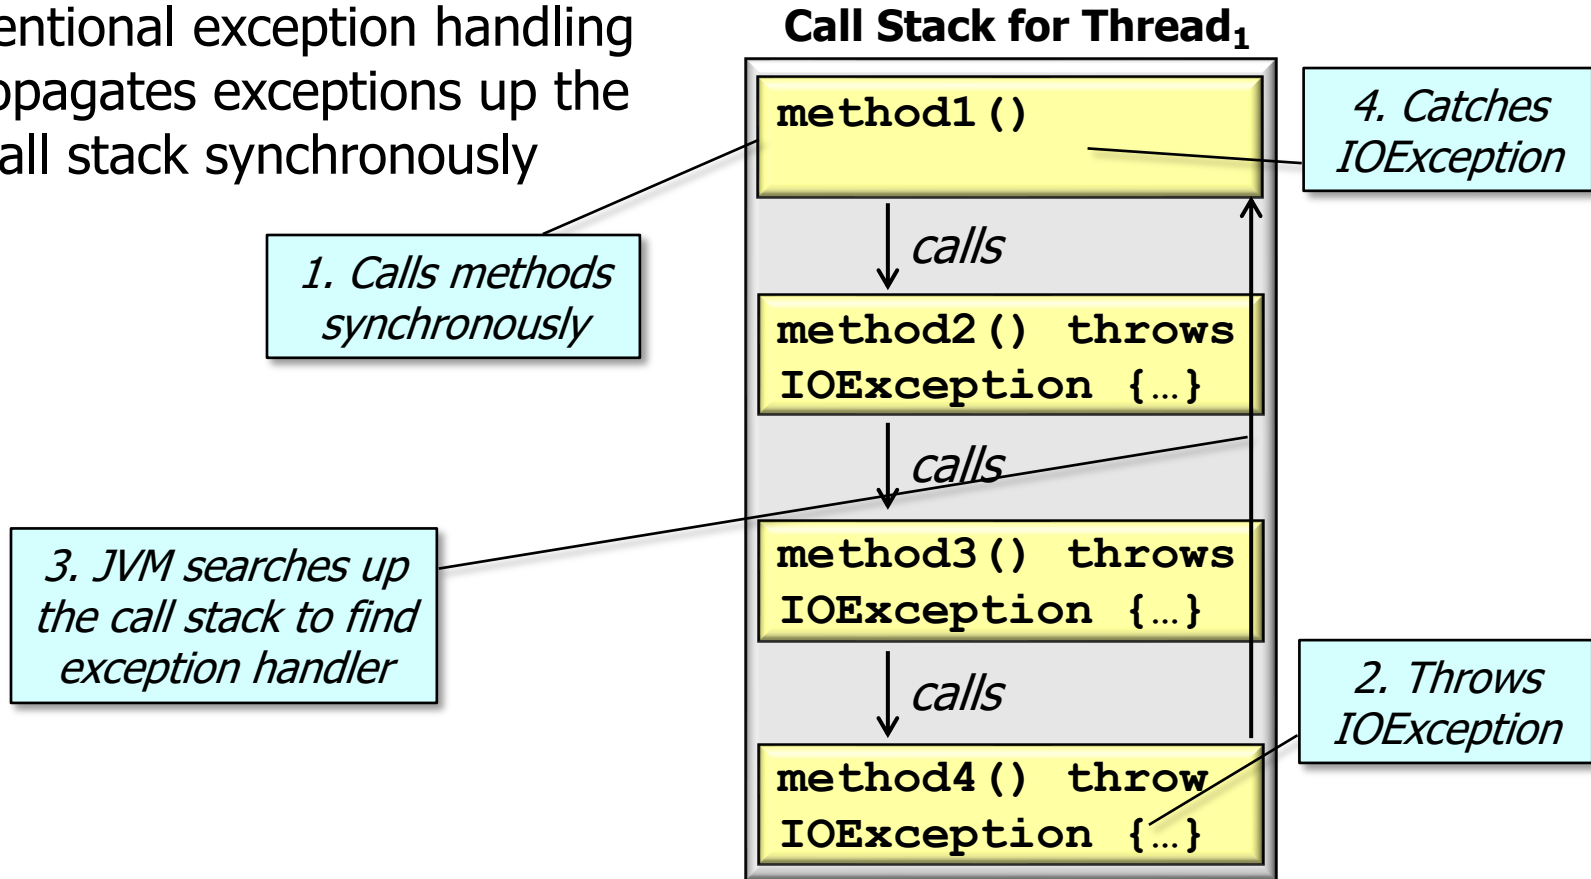 entional exception handling
opagates exceptions up the
all stack synchronously
Call Stack for Thread1
method1()
4. Catches
IOException
calls
1. Calls methods
synchronously
method2() throws
IOException {…}
calls
method3() throws
IOException {…}
3. JVM searches up
the call stack to find
exception handler
calls
2. Throws
IOException
method4() throw
IOException {…}